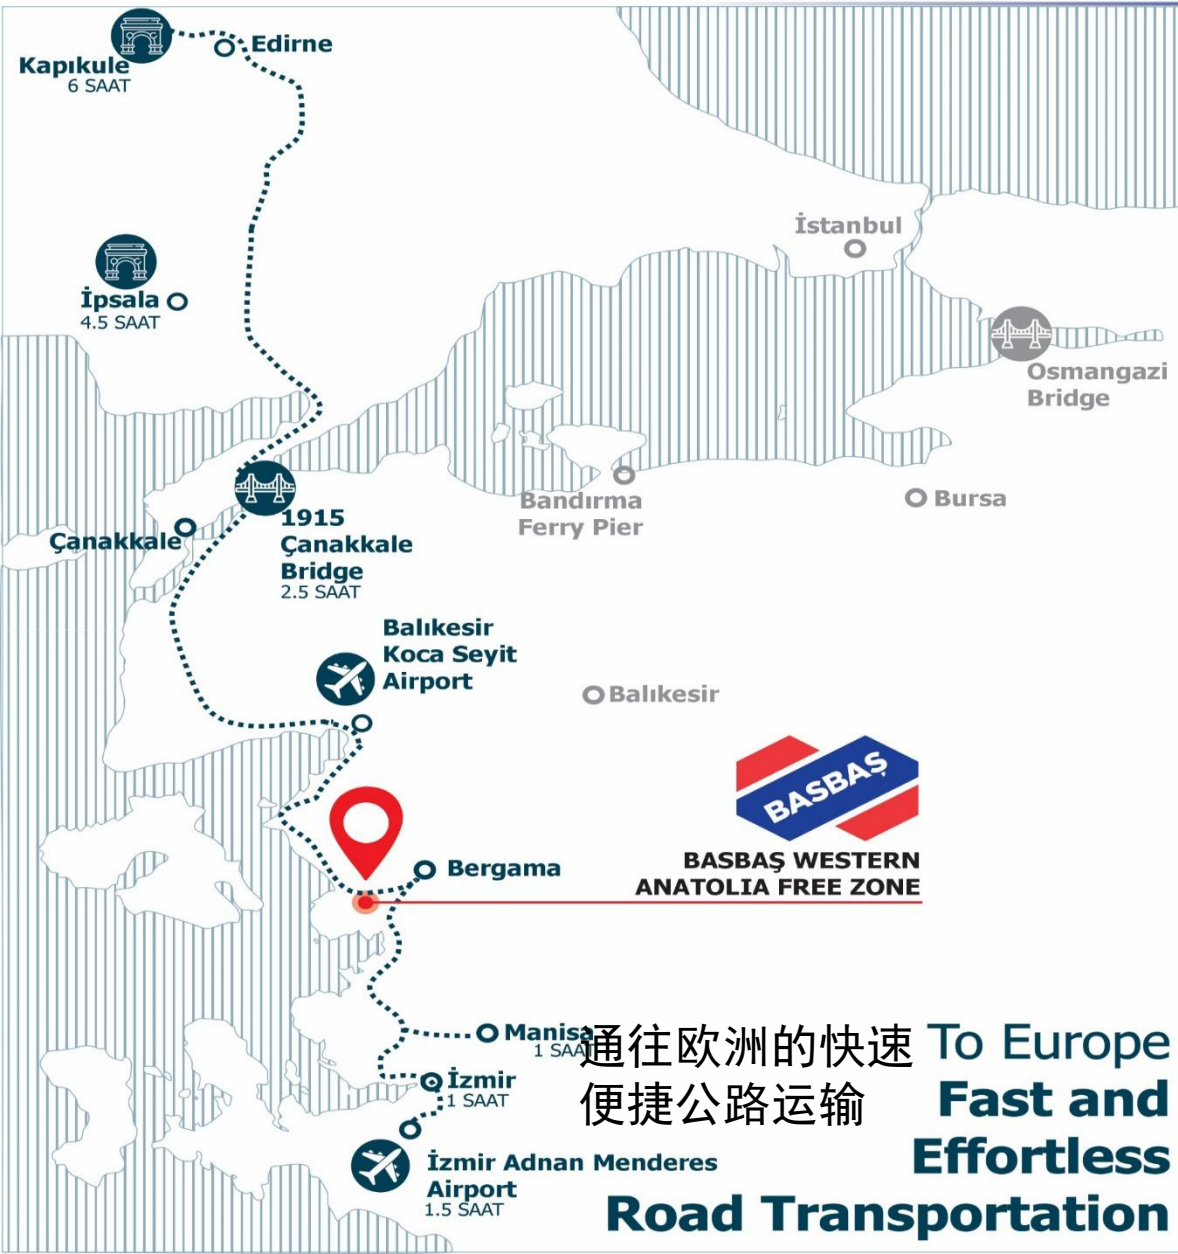 Edirne
Kapıkule
6 SAAT
İstanbul
İpsala
4.5 SAAT
Osmangazi
Bridge
Bandırma
Ferry Pier
Bursa
Çanakkale
1915
Çanakkale
Bridge
2.5 SAAT
Balıkesir
Koca Seyit
Airport
Balıkesir
BASBAŞ
BASBAŞ WESTERN
ANATOLIA FREE ZONE
Bergama
Manisa
1 SAAT
İzmir
1 SAAT
İzmir Adnan Menderes
Airport
1.5 SAAT
通往欧洲的快速
便捷公路运输
To Europe
Fast and
Effortless
Road Transportation